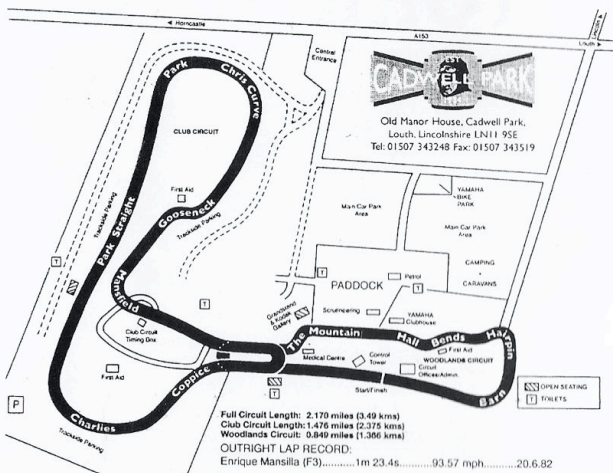 Horncastle
A153
Louth
Lincoln
Central
Entrance
CADWELL PARK
Old Manor House, Cadwell Park,
Louth, Lincolnshire LN11 9SE
Tel: 01507 343248 Fax: 01507 343519
Park
Chris Curve
CLUB CIRCUIT
First Aid
Gooseneck
Trackside Parking
Trackside Parking
Park Straight
Mansfield
T
T
T
T
YAMAHA
BIKE
PARK
Main Car Park
Area
Main Car Park
Area
CAMPING
+
CARAVANS
PADDOCK
Petrol
Grandstand
& Kodak
Gallery
Scrutineering
YAMAHA
Clubhouse
The Mountain
Hall Bends
Hairpin
First Aid
WOODLANDS CIRCUIT
Medical Centre
Control
Tower
Circuit
Offices/Admin.
Start/Finish
Barn
Club Circuit
Timing Box
First Aid
Coppice
T
Charlies
Trackside Parking
P
OPEN SEATING
T TOILETS
Full Circuit Length: 2.170 miles (3.49 kms)
Club Circuit Length: 1.476 miles (2.375 kms)
Woodlands Circuit: 0.849 miles (1.366 kms)
OUTRIGHT LAP RECORD:
Enrique Mansilla (F3)............1m 23.4s..........93.57 mph..........20.6.82